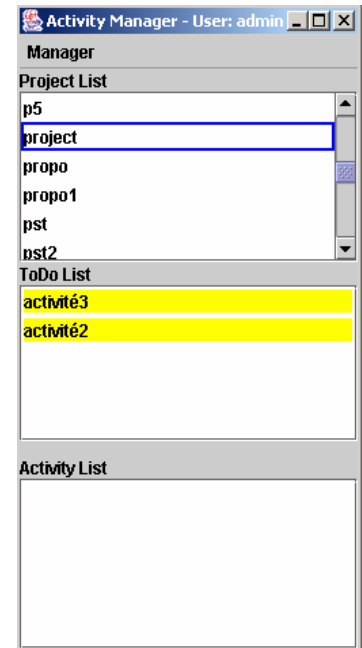 Activity Manager - User: admin
Manager
Project List
p5
project
propo
propo1
pst
pst2
ToDo List
activité3
activité2
Activity List